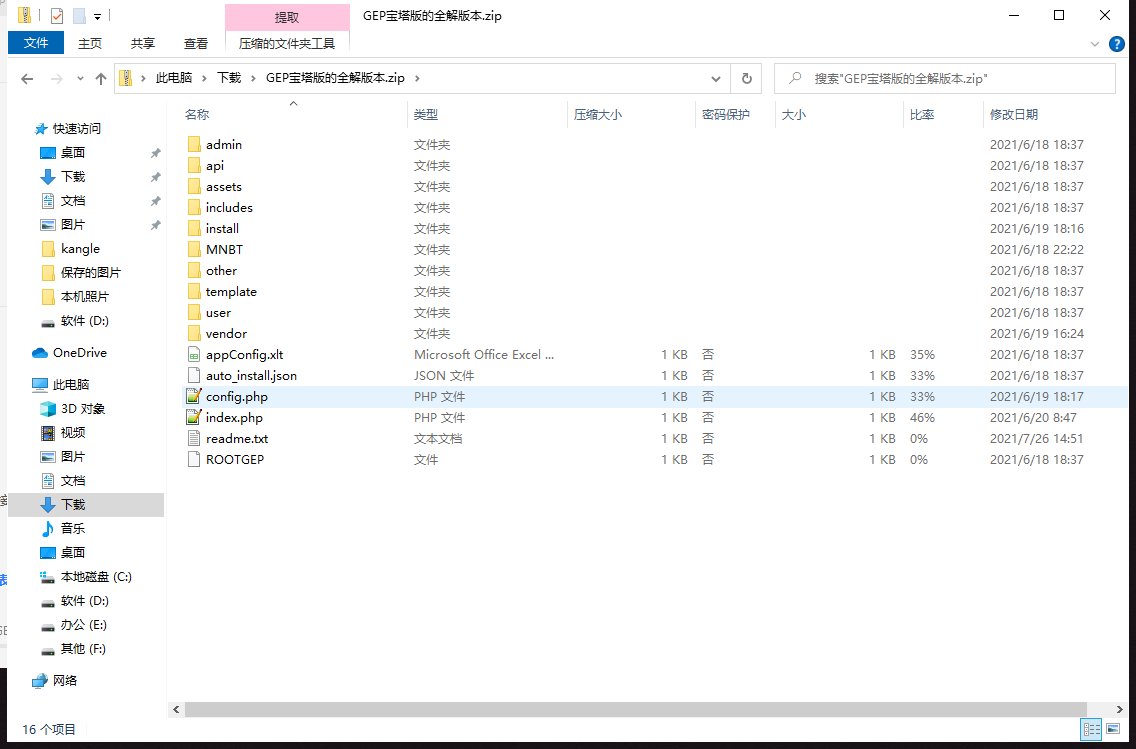 提取
GEP宝塔版的全解版本.zip
文件 主页 共享 查看 压缩的文件夹工具
此电脑 下载 GEP宝塔版的全解版本.zip
搜索"GEP宝塔版的全解版本.zip"
快速访问
桌面
下载
文档
图片
kangle
保存的图片
本机照片
软件 (D:)
OneDrive
此电脑
3D 对象
视频
图片
文档
下载
音乐
桌面
本地磁盘 (C:)
软件 (D:)
办公 (E:)
其他 (F:)
网络
名称 类型 压缩大小 密码保护 大小 比率 修改日期
admin 文件夹 2021/6/18 18:37
api 文件夹 2021/6/18 18:37
assets 文件夹 2021/6/18 18:37
includes 文件夹 2021/6/18 18:37
install 文件夹 2021/6/19 18:16
MNBT 文件夹 2021/6/18 22:22
other 文件夹 2021/6/18 18:37
template 文件夹 2021/6/18 18:37
user 文件夹 2021/6/18 18:37
vendor 文件夹 2021/6/19 16:24
appConfig.xlt Microsoft Office Excel ... 1 KB 否 1 KB 35% 2021/6/18 18:37
auto_install.json JSON 文件 1 KB 否 1 KB 33% 2021/6/18 18:37
config.php PHP 文件 1 KB 否 1 KB 33% 2021/6/19 18:17
index.php PHP 文件 1 KB 否 1 KB 46% 2021/6/20 8:47
readme.txt 文本文档 1 KB 否 1 KB 0% 2021/7/26 14:51
ROOTGEP 文件 1 KB 否 1 KB 0% 2021/6/18 18:37
16 个项目